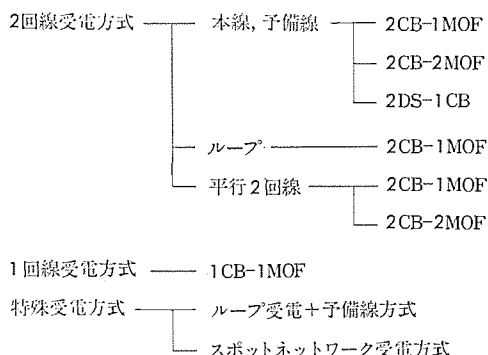 2回線受電方式 本線, 予備線 2CB-1MOF
2CB-2MOF
2DS-1CB
ループ 2CB-1MOF
平行2回線 2CB-1MOF
2CB-2MOF
1回線受電方式 1CB-1MOF
特殊受電方式 ループ受電+予備線方式
スポットネットワーク受電方式